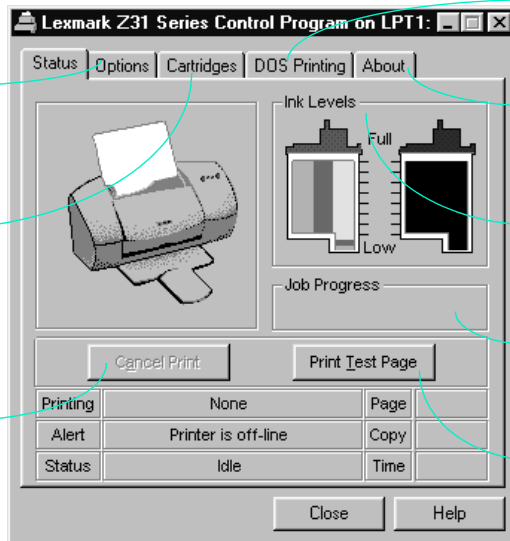 Lexmark Z31 Series Control Program on LPT1:
Status Options Cartridges DOS Printing About
Ink Levels
Full
Low
Job Progress
Cancel Print Print Test Page
Printing None Page
Alert Printer is off-line Copy
Status Idle Time
Close Help